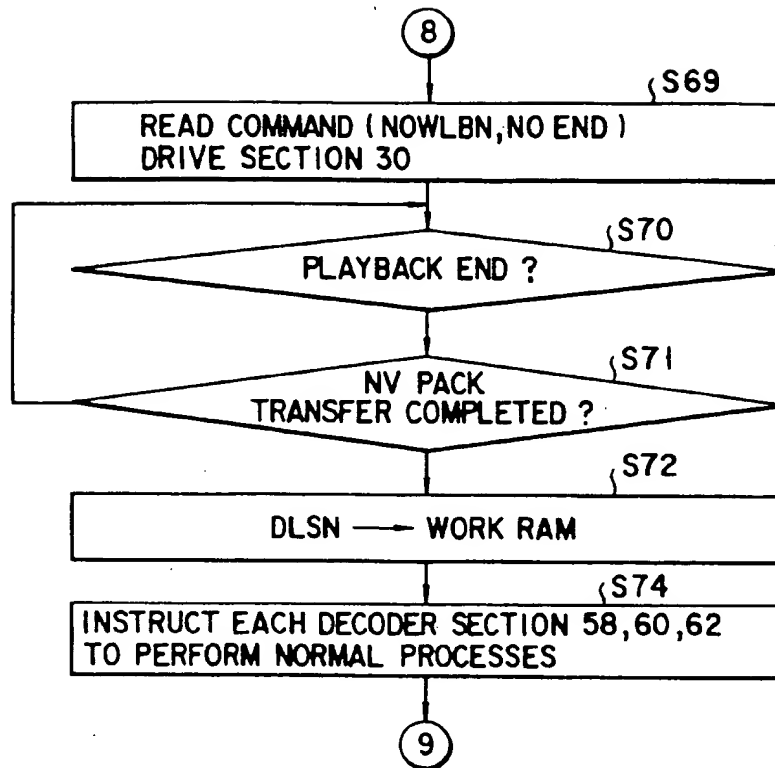 8
S69
READ COMMAND (NOWLBN, NO END)
DRIVE SECTION 30
S70
PLAYBACK END ?
S71
NV PACK
TRANSFER COMPLETED ?
S72
DLSN → WORK RAM
S74
INSTRUCT EACH DECODER SECTION 58,60,62
TO PERFORM NORMAL PROCESSES
9